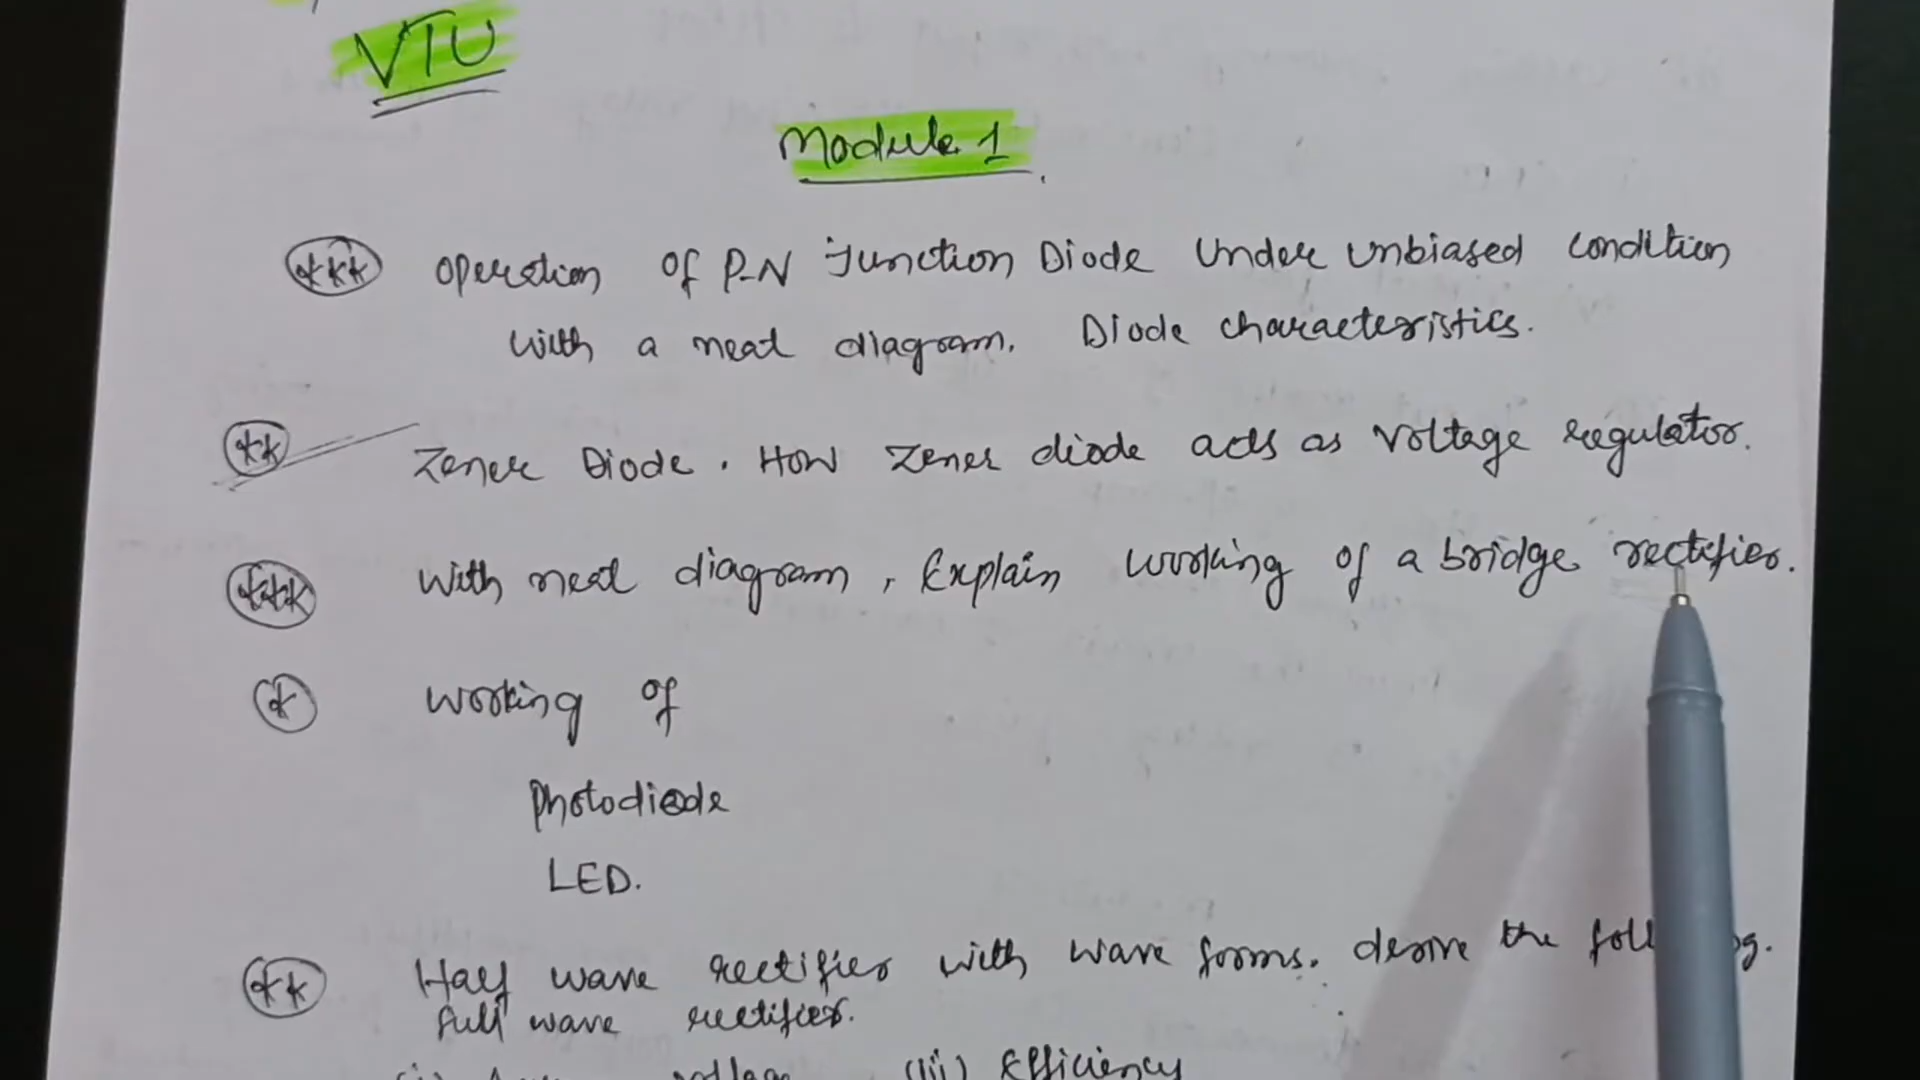 VTU
Module 1
*** Operation of P-N Junction Diode Under Unbiased condition
with a neat diagram. Diode characteristics.
** Zener Diode. How Zener diode acts as Voltage regulator.
*** With neat diagram, Explain working of a bridge rectifier.
* Working of
Photodiode
LED.
** Half wave rectifier with wave forms. derive the
full wave rectifier.
(iii) Efficiency